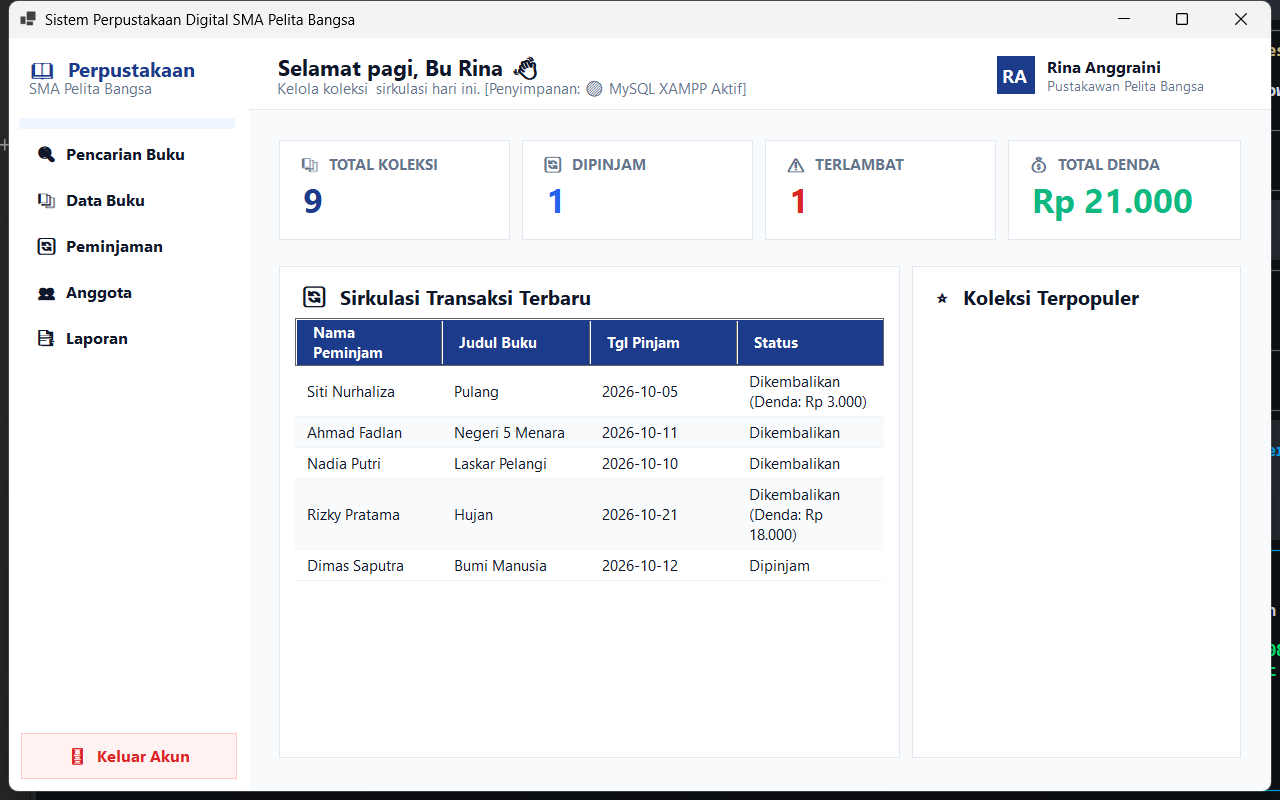 Sistem Perpustakaan Digital SMA Pelita Bangsa
Perpustakaan
SMA Pelita Bangsa
Selamat pagi, Bu Rina
Kelola koleksi  sirkulasi hari ini. [Penyimpanan: MySQL XAMPP Aktif]
RA
Rina Anggraini
Pustakawan Pelita Bangsa
Pencarian Buku
Data Buku
Peminjaman
Anggota
Laporan
Keluar Akun
TOTAL KOLEKSI
9
DIPINJAM
1
TERLAMBAT
1
TOTAL DENDA
Rp 21.000
Sirkulasi Transaksi Terbaru
Nama Peminjam Judul Buku Tgl Pinjam Status
Siti Nurhaliza Pulang 2026-10-05 Dikembalikan (Denda: Rp 3.000)
Ahmad Fadlan Negeri 5 Menara 2026-10-11 Dikembalikan
Nadia Putri Laskar Pelangi 2026-10-10 Dikembalikan
Rizky Pratama Hujan 2026-10-21 Dikembalikan (Denda: Rp 18.000)
Dimas Saputra Bumi Manusia 2026-10-12 Dipinjam
Koleksi Terpopuler